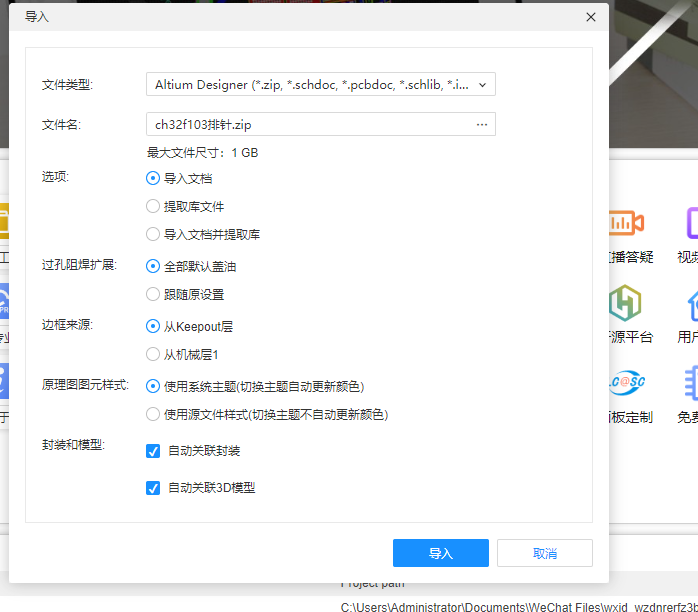 导入
文件类型:
Altium Designer (*.zip, *.schdoc, *.pcbdoc, *.schlib, *.i...
文件名:
ch32f103排针.zip
最大文件尺寸：1 GB
选项:
导入文档
提取库文件
导入文档并提取库
过孔阻焊扩展:
全部默认盖油
跟随原设置
边框来源:
从Keepout层
从机械层1
原理图图元样式:
使用系统主题(切换主题自动更新颜色)
使用源文件样式(切换主题不自动更新颜色)
封装和模型:
自动关联封装
自动关联3D模型
导入
取消
播答疑
视频
源平台
用户
板定制
免费
Project path
C:\Users\Administrator\Documents\WeChat Files\wxid_wzdnrerfz3b